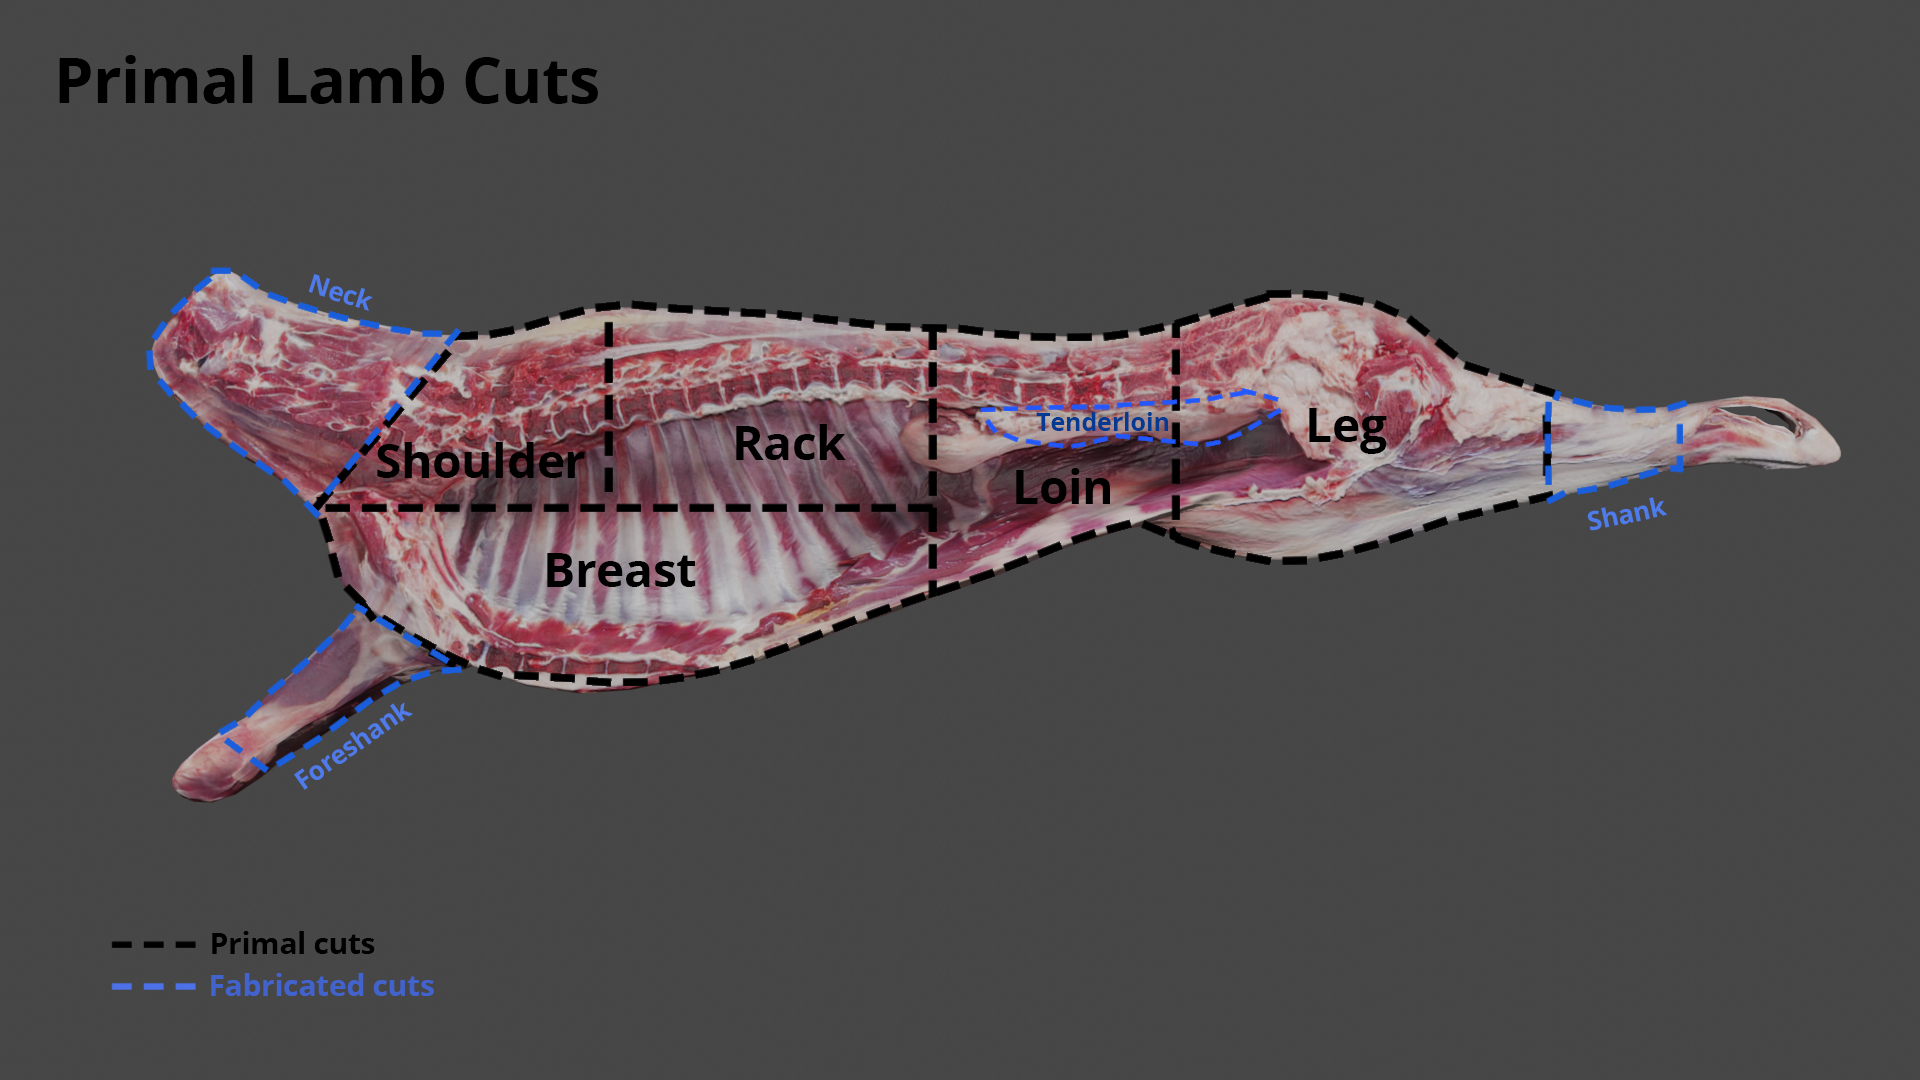 Primal Lamb Cuts
Neck
Shoulder
Rack
Tenderloin
Leg
Loin
Shank
Breast
Foreshank
Primal cuts
Fabricated cuts